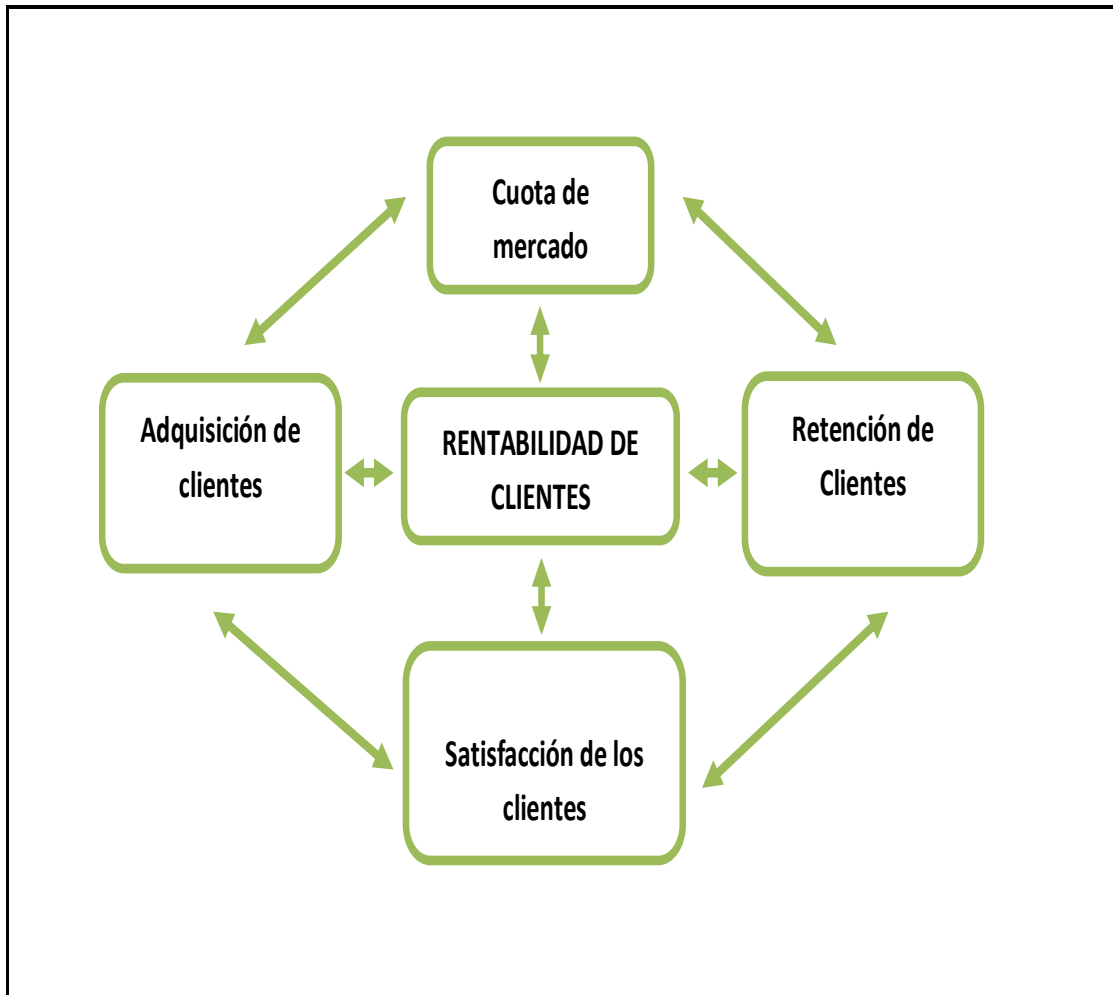 Cuota de
mercado
Adquisición de
clientes
RENTABILIDAD DE
CLIENTES
Retención de
Clientes
Satisfacción de los
clientes